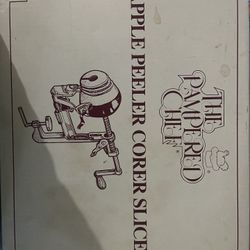 THE
PAMPERED
CHEF
APPLE PEELER CORER SLICE